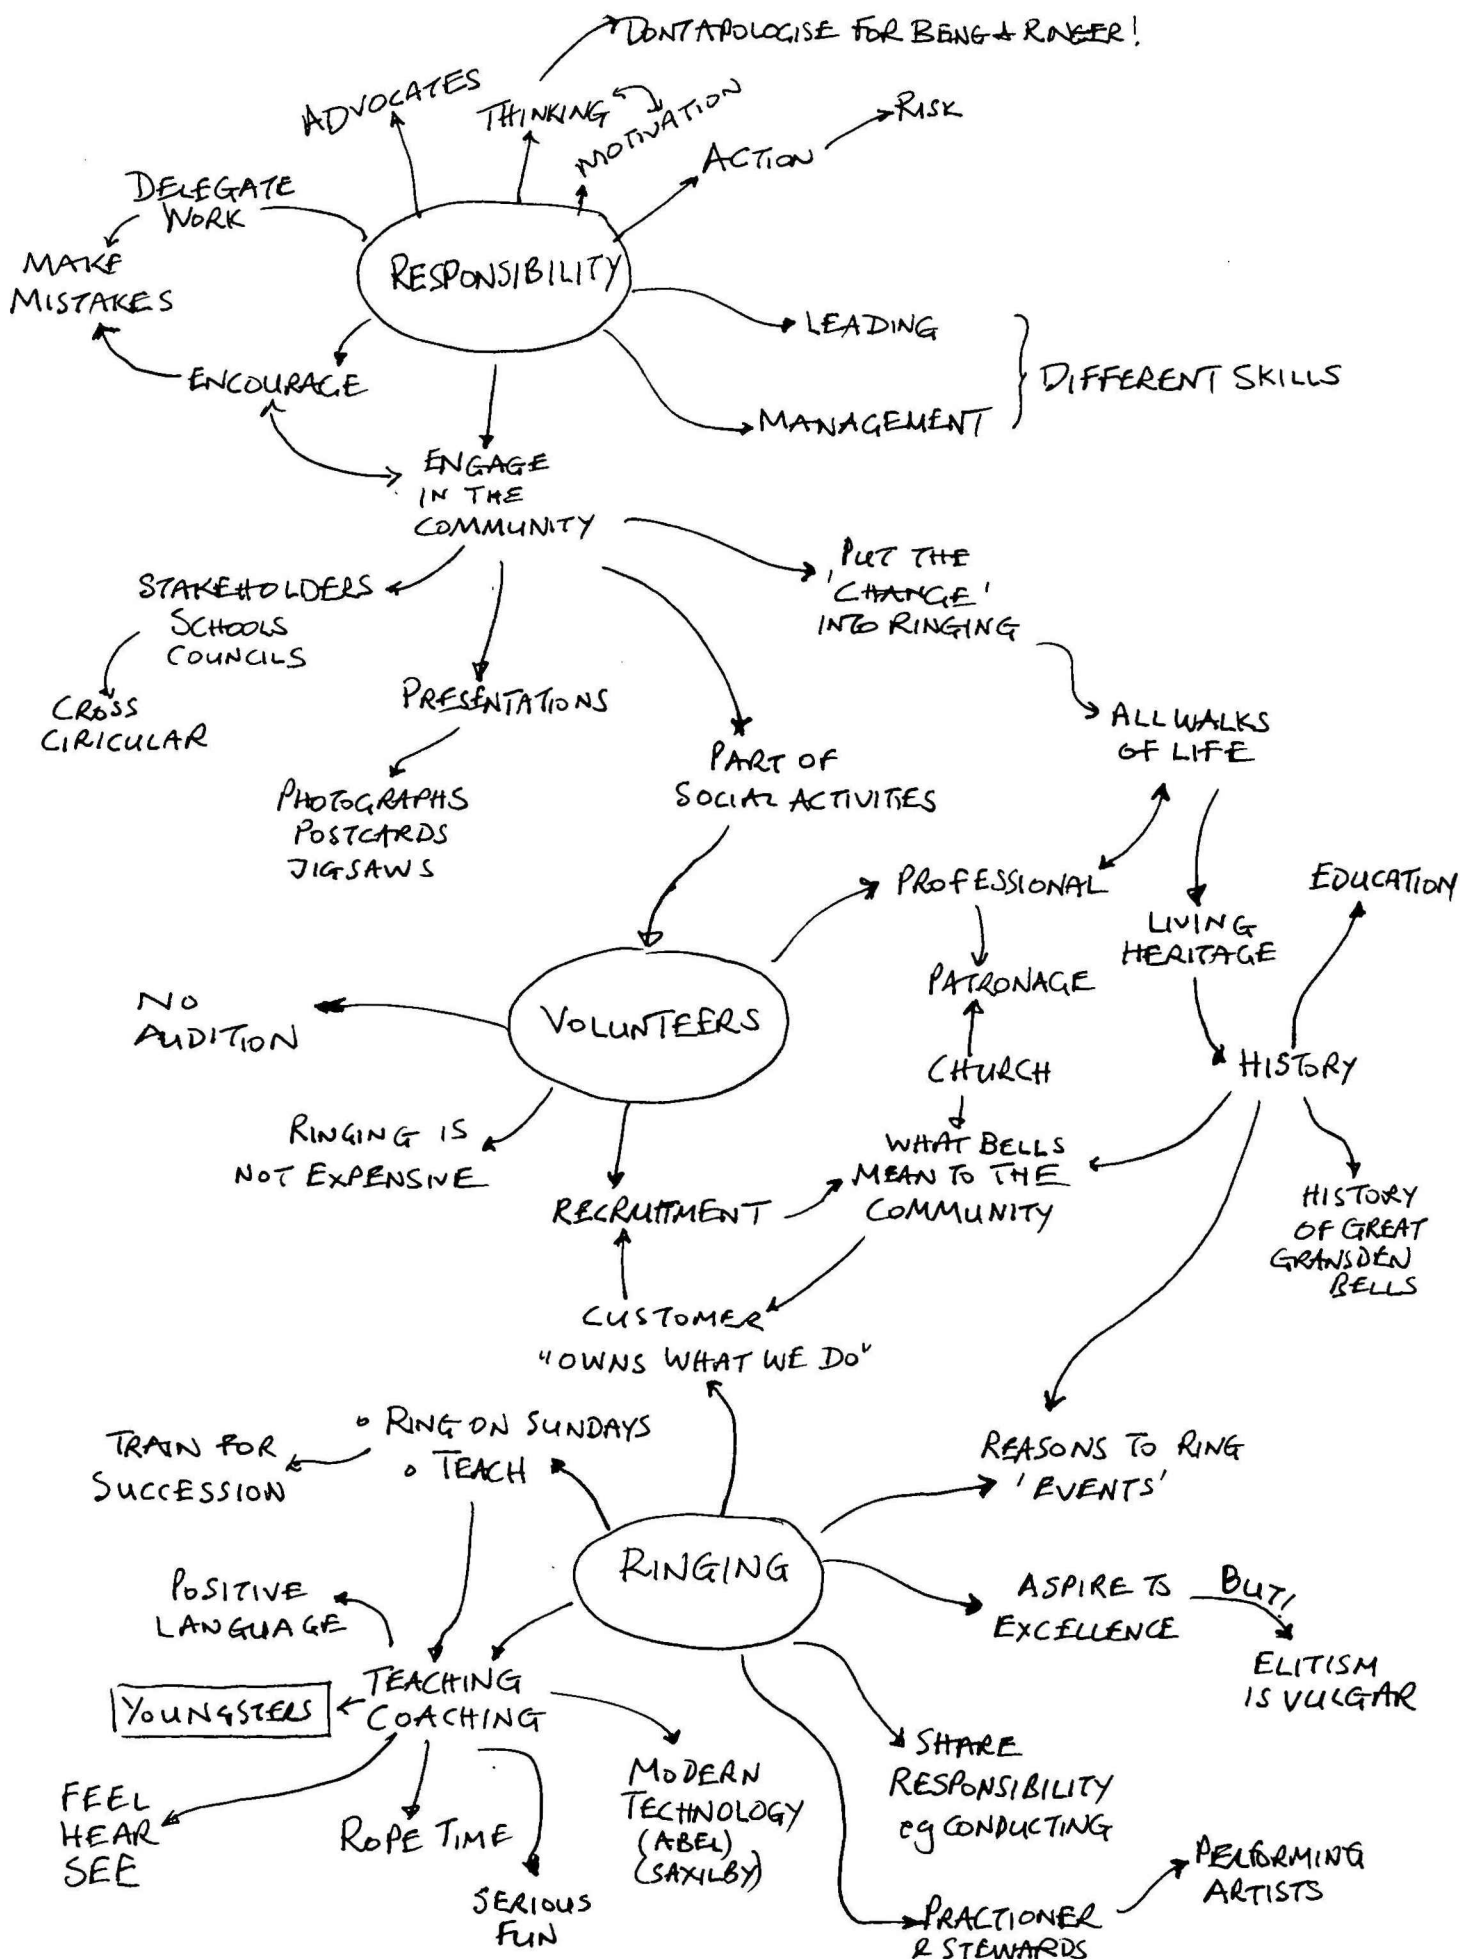 DONT APOLOGISE FOR BENG A RINGER!
ADVOCATES
THINKING
MOTIVATION
ACTION
RISK
DELEGATE
WORK
MAKE
MISTAKES
RESPONSIBILITY
LEADING
MANAGEMENT
DIFFERENT SKILLS
ENCOURAGE
ENGAGE
IN THE
COMMUNITY
STAKEHOLDERS
SCHOOLS
COUNCILS
CROSS
CIRICULAR
PRESENTATIONS
PHOTOGRAPHS
POSTCARDS
JIGSAWS
PART OF
SOCIAL ACTIVITIES
PUT THE
'CHANGE'
INTO RINGING
ALL WALKS
OF LIFE
PROFESSIONAL
EDUCATION
LIVING
HERITAGE
PATRONAGE
VOLUNTEERS
NO
AUDITION
CHURCH
HISTORY
RINGING IS
NOT EXPENSIVE
WHAT BELLS
MEAN TO THE
COMMUNITY
RECRUITMENT
HISTORY
OF GREAT
GRANSDEN
BELLS
CUSTOMER
"OWNS WHAT WE DO"
• RING ON SUNDAYS
• TEACH
TRAIN FOR
SUCCESSION
REASONS TO RING
'EVENTS'
RINGING
ASPIRE TO
EXCELLENCE
BUT!
ELITISM
IS VULGAR
POSITIVE
LANGUAGE
TEACHING
COACHING
YOUNGSTERS
FEEL
HEAR
SEE
ROPE TIME
SERIOUS
FUN
MODERN
TECHNOLOGY
(ABEL)
(SAXILBY)
SHARE
RESPONSIBILITY
eg CONDUCTING
PRACTIONER
& STEWARDS
PERFORMING
ARTISTS